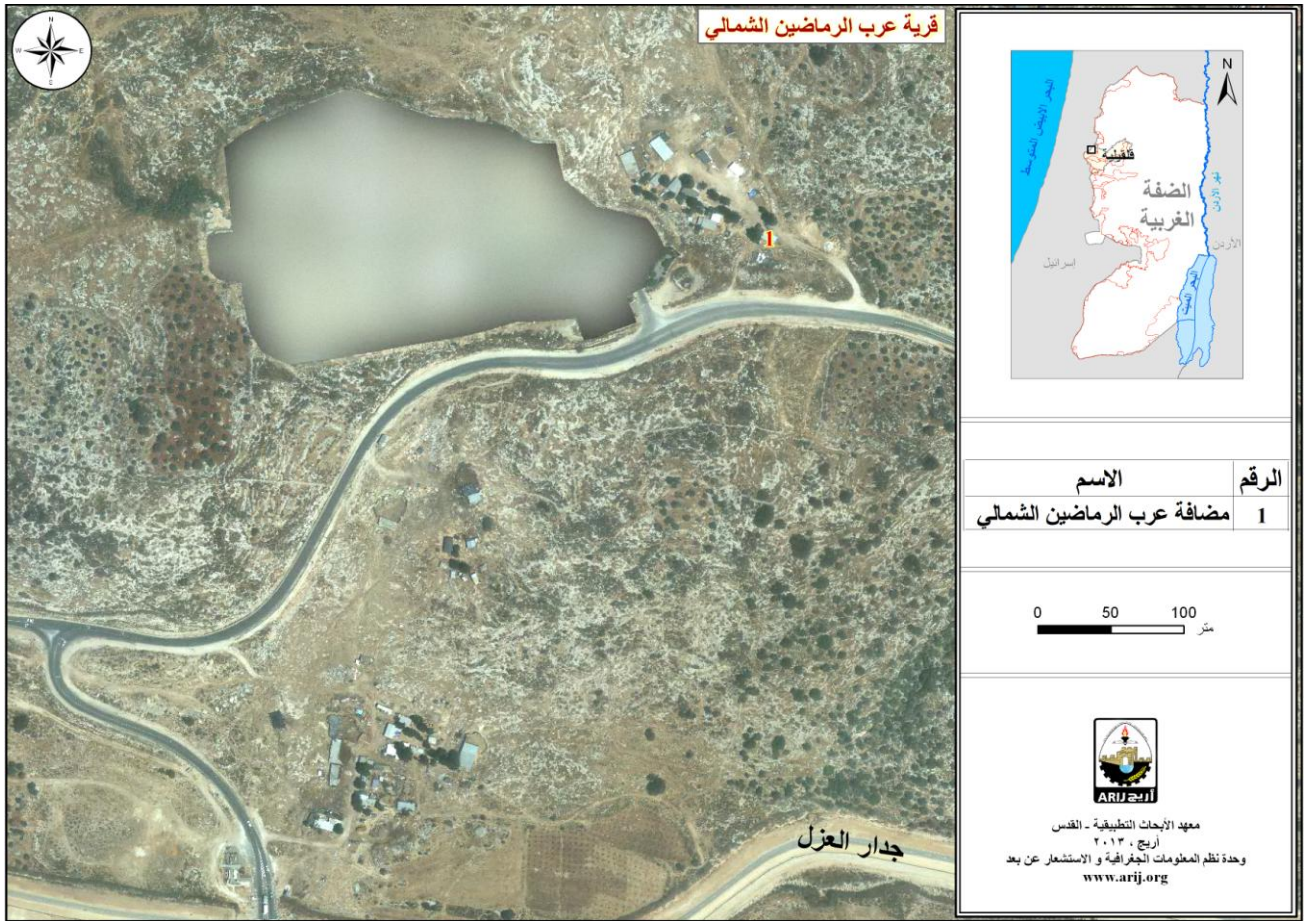 قرية عرب الرماضين الشمالي
N
W
E
S
1
جدار العزل
N
البحر الابيض المتوسط
قلقيلية
الضفة
الغربية
نهر الاردن
الأردن
إسرائيل
البحر الميت
الرقم الاسم
1 مضافة عرب الرماضين الشمالي
0 50 100
متر
ARIJ أريج
معهد الأبحاث التطبيقية - القدس
أريج ، ٢٠١٣
وحدة نظم المعلومات الجغرافية و الاستشعار عن بعد
www.arij.org